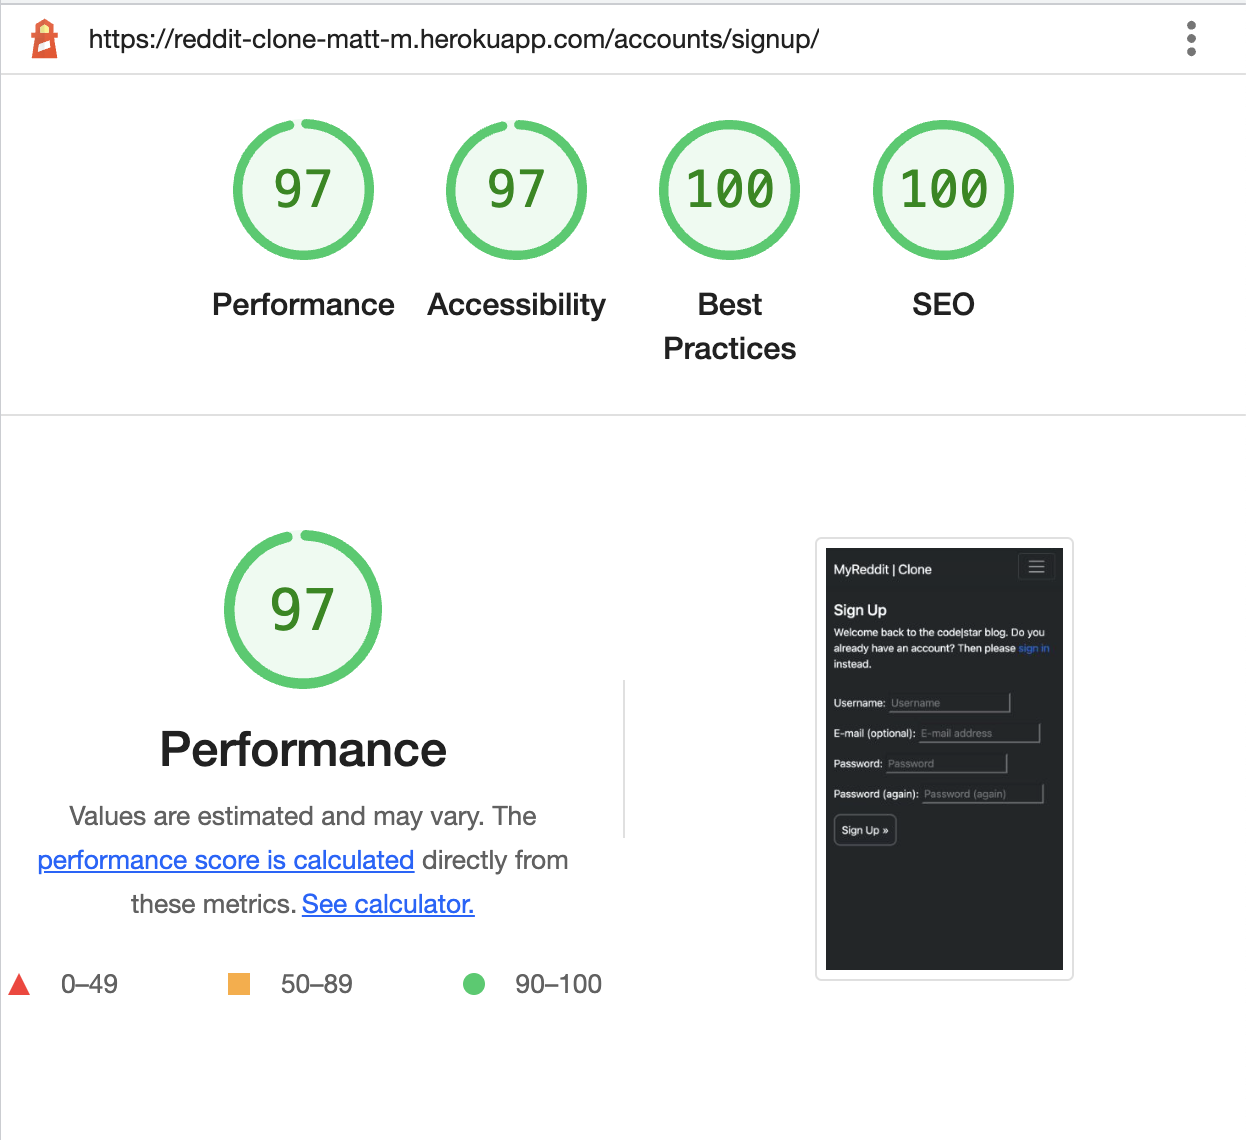 https://reddit-clone-matt-m.herokuapp.com/accounts/signup/
97
97
100
100
Performance
Accessibility
Best
Practices
SEO
97
Performance
Values are estimated and may vary. The
performance score is calculated directly from
these metrics. See calculator.
0–49
50–89
90–100
MyReddit | Clone
Sign Up
Welcome back to the code|star blog. Do you
already have an account? Then please sign in
instead.
Username: Username
E-mail (optional): E-mail address
Password: Password
Password (again): Password (again)
Sign Up »